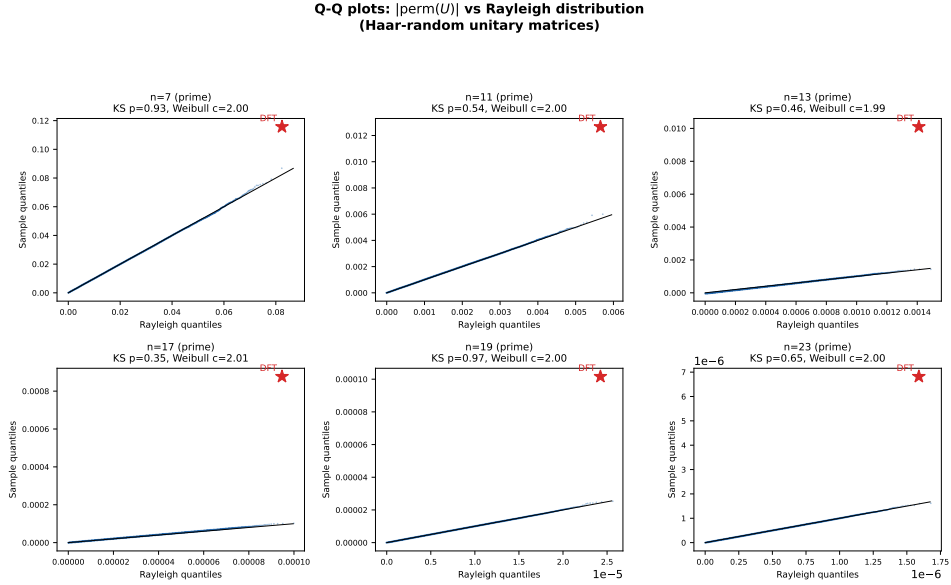 Q-Q plots: |perm(U)| vs Rayleigh distribution
(Haar-random unitary matrices)
n=7 (prime)
KS p=0.93, Weibull c=2.00
DFT
0.12
0.10
0.08
0.06
0.04
0.02
0.00
Sample quantiles
0.00 0.02 0.04 0.06 0.08
Rayleigh quantiles
n=11 (prime)
KS p=0.54, Weibull c=2.00
DFT
0.012
0.010
0.008
0.006
0.004
0.002
0.000
Sample quantiles
0.000 0.001 0.002 0.003 0.004 0.005 0.006
Rayleigh quantiles
n=13 (prime)
KS p=0.46, Weibull c=1.99
DFT
0.010
0.008
0.006
0.004
0.002
0.000
Sample quantiles
0.0000 0.0002 0.0004 0.0006 0.0008 0.0010 0.0012 0.0014
Rayleigh quantiles
n=17 (prime)
KS p=0.35, Weibull c=2.01
DFT
0.0008
0.0006
0.0004
0.0002
0.0000
Sample quantiles
0.00000 0.00002 0.00004 0.00006 0.00008 0.00010
Rayleigh quantiles
n=19 (prime)
KS p=0.97, Weibull c=2.00
DFT
0.00010
0.00008
0.00006
0.00004
0.00002
0.00000
Sample quantiles
0.0 0.5 1.0 1.5 2.0 2.5
Rayleigh quantiles
1e-5
n=23 (prime)
KS p=0.65, Weibull c=2.00
1e-6
DFT
7
6
5
4
3
2
1
0
Sample quantiles
0.00 0.25 0.50 0.75 1.00 1.25 1.50 1.75
Rayleigh quantiles
1e-6